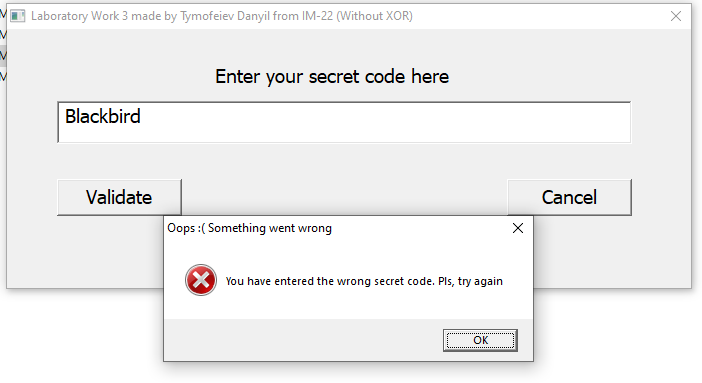 Laboratory Work 3 made by Tymofeiev Danyil from IM-22 (Without XOR)
Enter your secret code here
Blackbird
Validate
Cancel
Oops :( Something went wrong
You have entered the wrong secret code. Pls, try again
OK